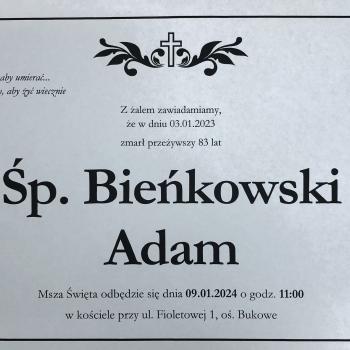 aby umierać...
, aby żyć wiecznie
Z żalem zawiadamiamy,
że w dniu 03.01.2023
zmarł przeżywszy 83 lat
Śp. Bieńkowski
Adam
Msza Święta odbędzie się dnia 09.01.2024 o godz. 11:00
w kościele przy ul. Fioletowej 1, oś. Bukowe